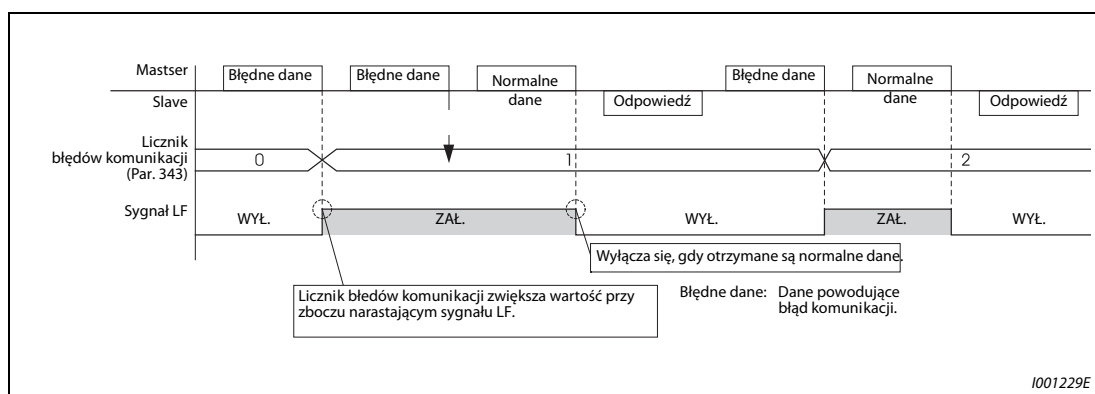 Mastser
Błędne dane
Błędne dane
Normalne
dane
Błędne dane
Normalne
dane
Slave
Odpowiedź
Odpowiedź
Licznik
błędów komunikacji
(Par. 343)
0
1
2
Sygnał LF
WYŁ.
ZAŁ.
WYŁ.
ZAŁ.
WYŁ.
Wyłącza się, gdy otrzymane są normalne dane.
Licznik błedów komunikacji zwiększa wartość przy
zboczu narastającym sygnału LF.
Błędne dane: Dane powodujące
błąd komunikacji.
I001229E